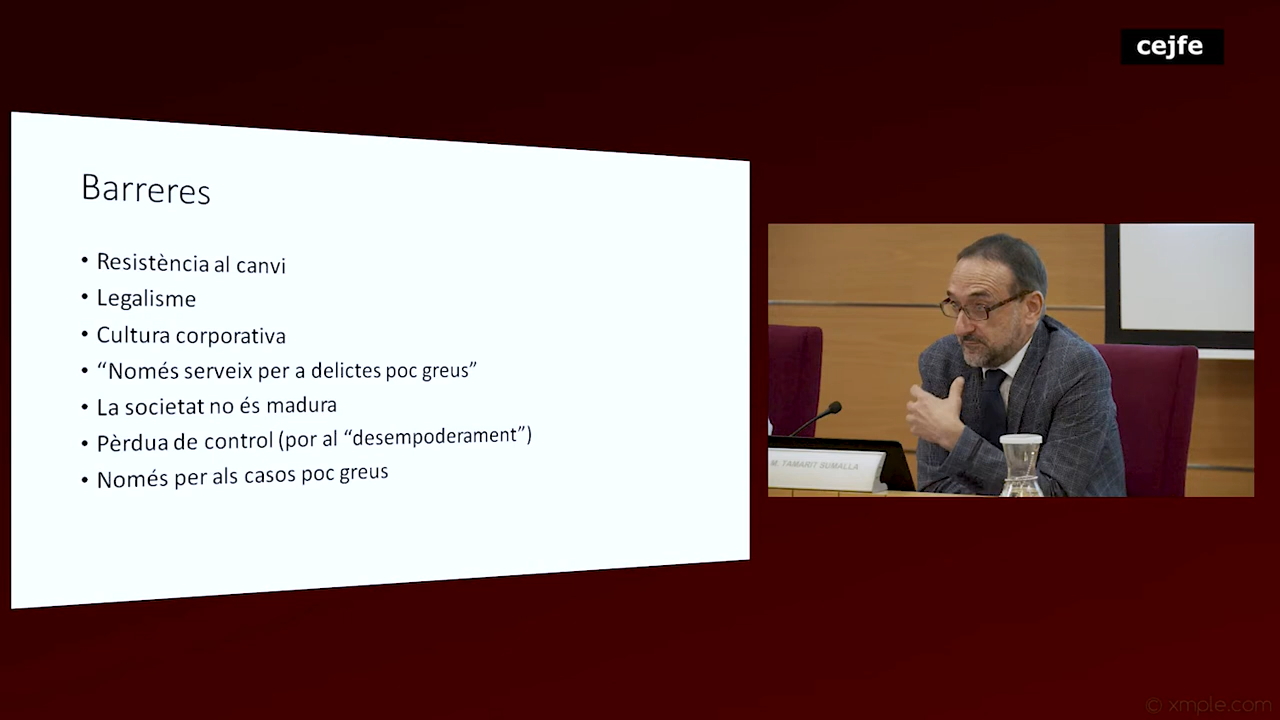 cejfe
Barreres
• Resistència al canvi
• Legalisme
• Cultura corporativa
• “Només serveix per a delictes poc greus”
• La societat no és madura
• Pèrdua de control (por al “desempoderament”)
• Només per als casos poc greus
M. TAMARIT SUMALLA
© xmple.com